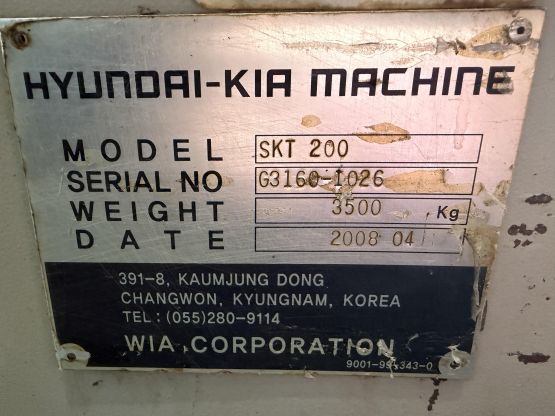 HYUNDAI-KIA MACHINE
MODEL SKT 200
SERIAL NO G3160-1026
WEIGHT 3500 Kg
DATE 2008 04
391-8, KAUMJUNG DONG
CHANGWON, KYUNGNAM, KOREA
TEL : (055)280-9114
WIA CORPORATION